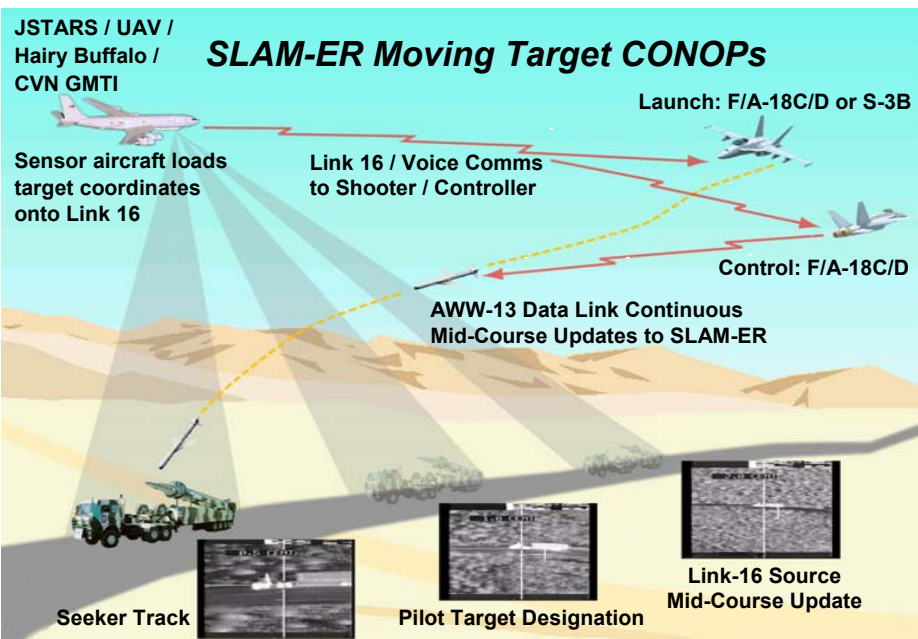 JSTARS / UAV /
Hairy Buffalo /
CVN GMTI
SLAM-ER Moving Target CONOPs
Launch: F/A-18C/D or S-3B
Sensor aircraft loads
target coordinates
onto Link 16
Link 16 / Voice Comms
to Shooter / Controller
Control: F/A-18C/D
AWW-13 Data Link Continuous
Mid-Course Updates to SLAM-ER
Seeker Track
Pilot Target Designation
Link-16 Source
Mid-Course Update